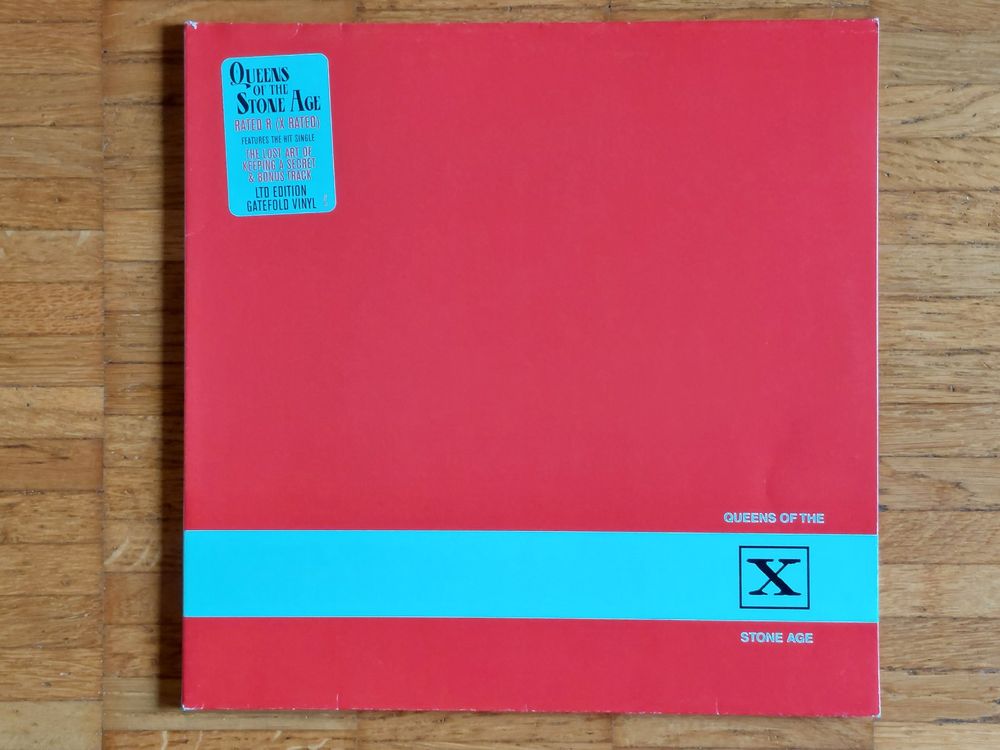 QUEENS
OF THE
STONE AGE
RATED R (X RATED)
FEATURES THE HIT SINGLE
THE LOST ART OF
KEEPING A SECRET
& BONUS TRACK
LTD EDITION
GATEFOLD VINYL
QUEENS OF THE
X
STONE AGE